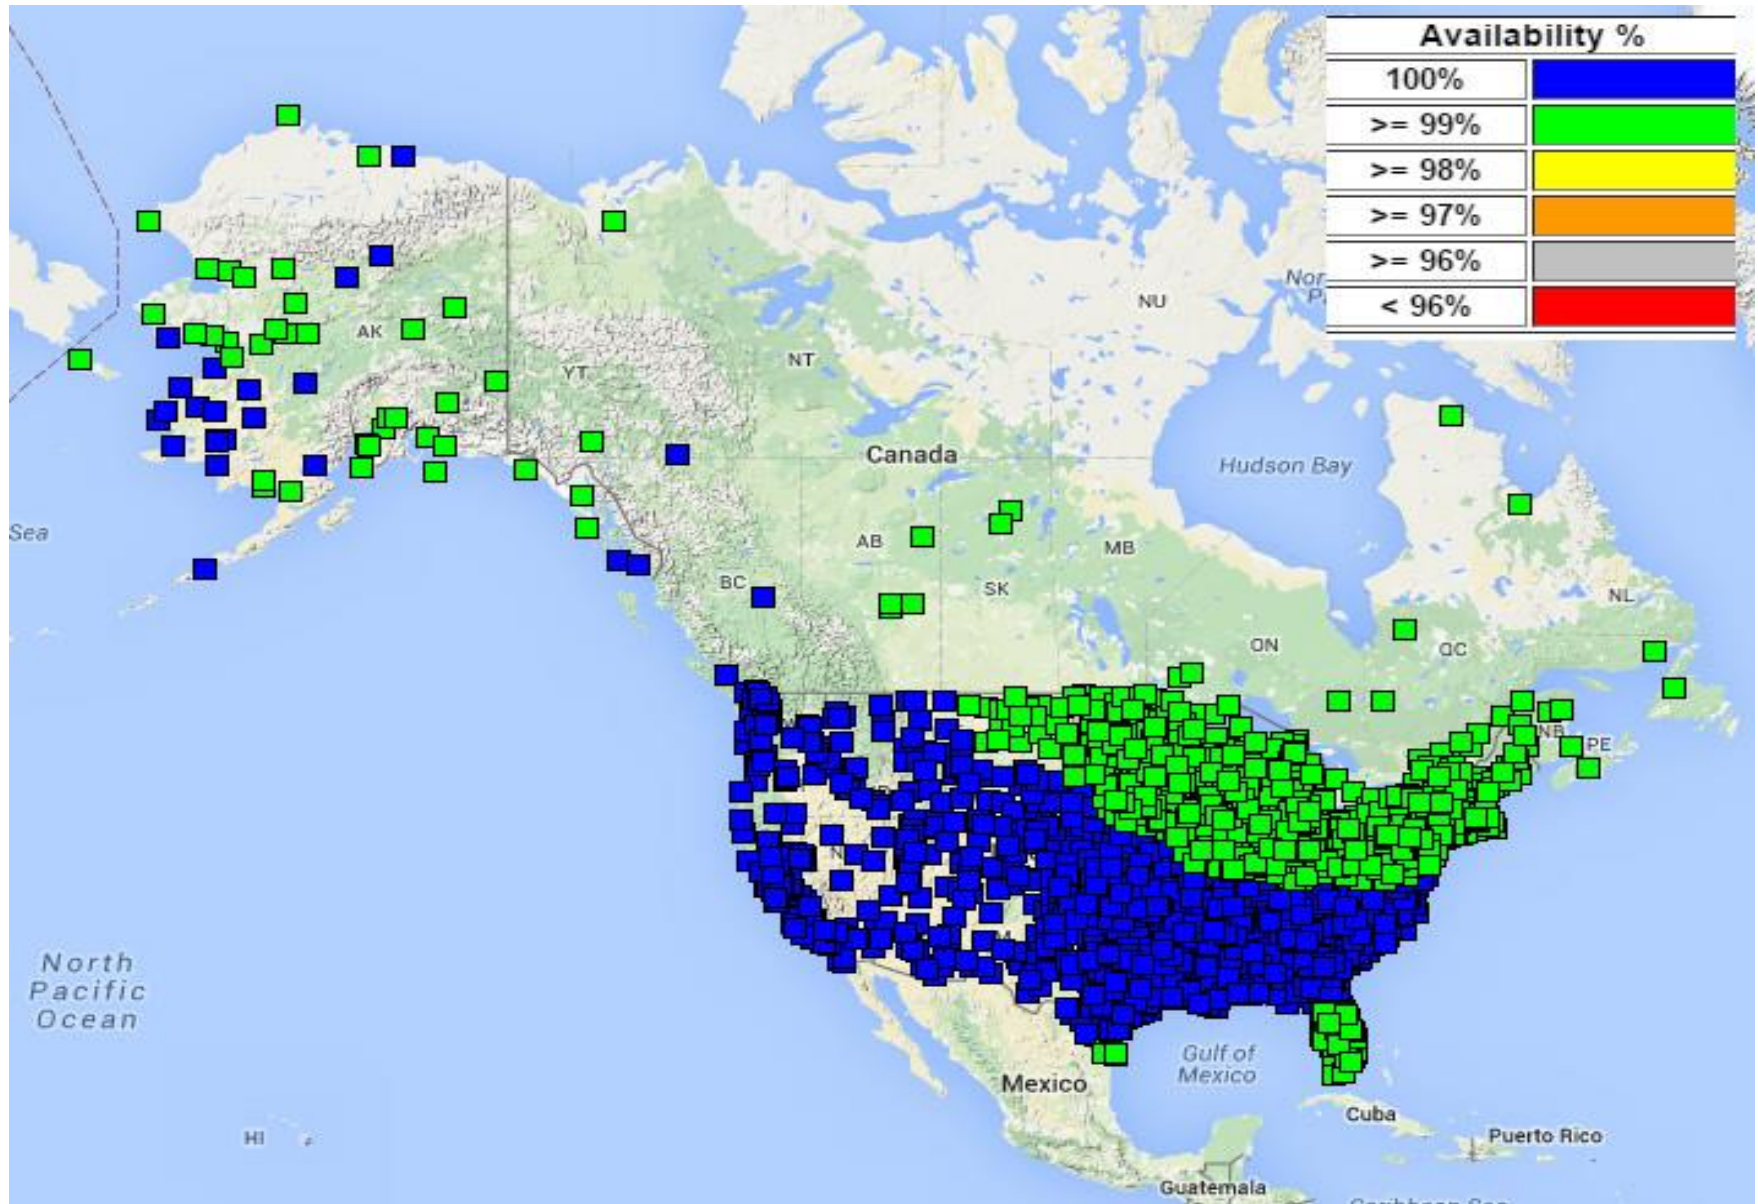 Availability %
100%
>= 99%
>= 98%
>= 97%
>= 96%
< 96%
NU
AK
NT
YT
Canada
Hudson Bay
Sea
AB
MB
BC
SK
NL
ON
QC
NB
PE
North
Pacific
Ocean
Gulf of
Mexico
Mexico
Cuba
HI
Puerto Rico
Guatemala